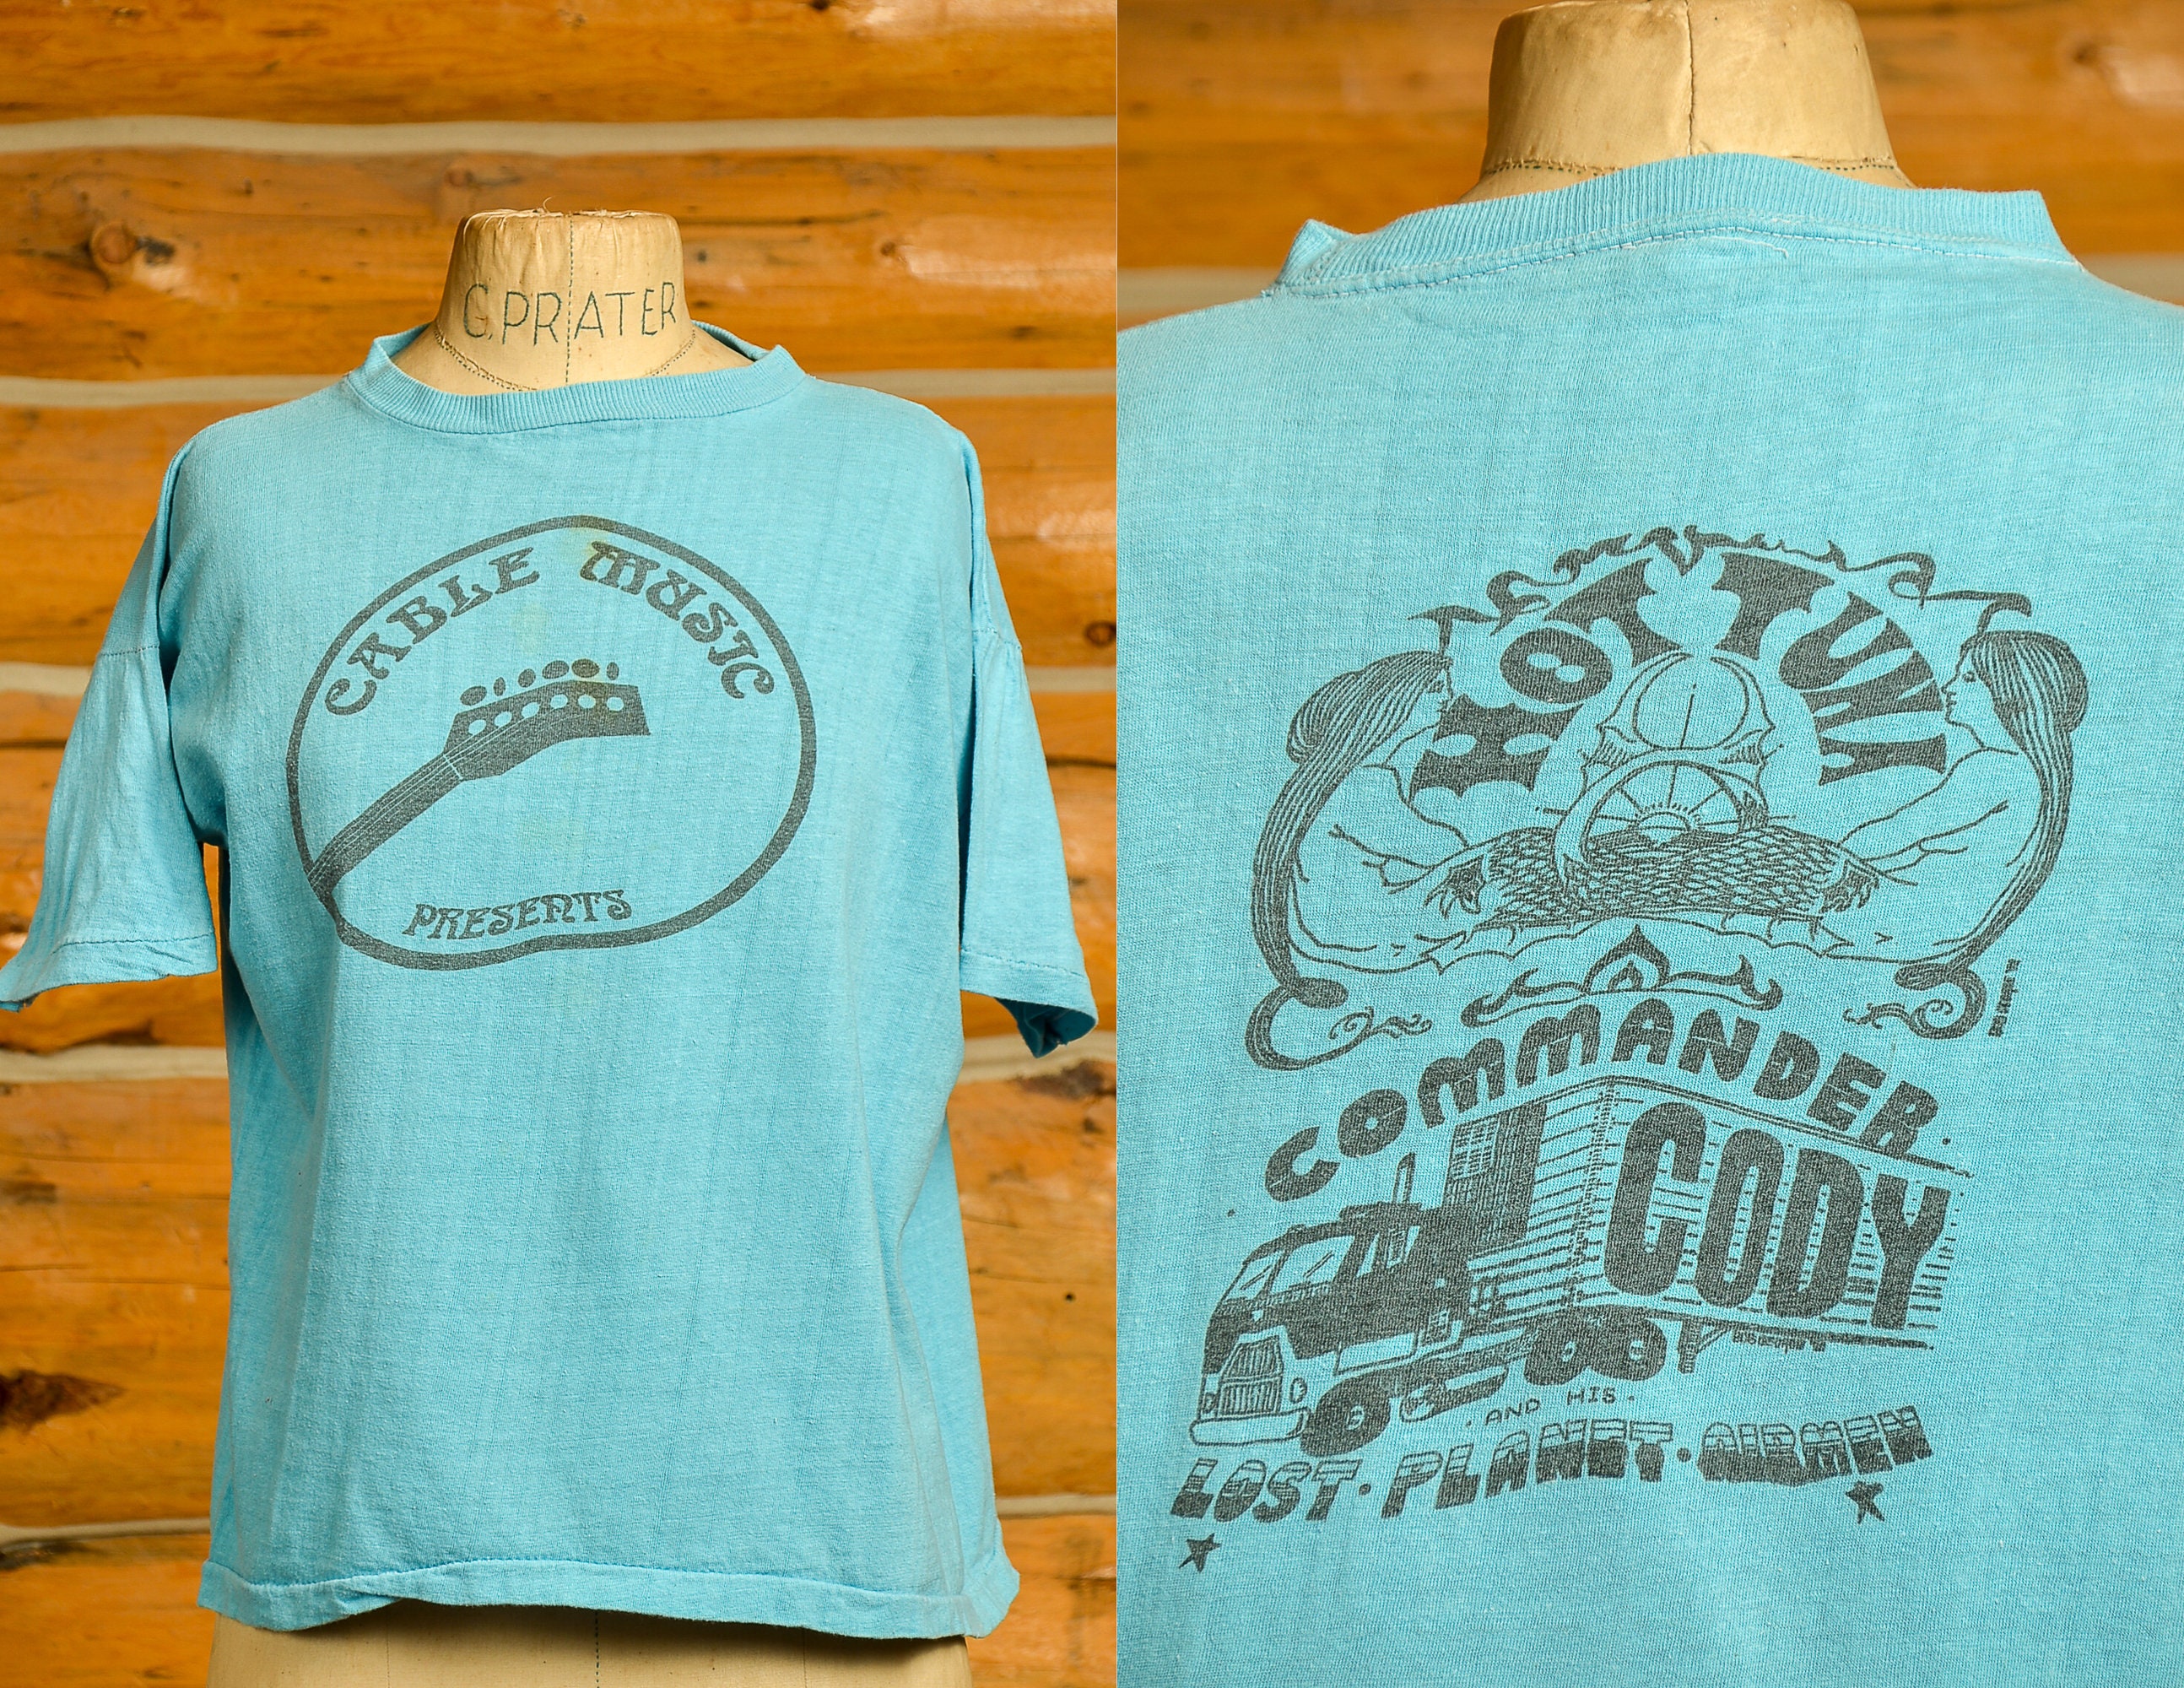 C. PRATER
CABLE MUSIC
PRESENTS
HOT TUNA
COMMANDER
CODY
· AND HIS ·
LOST · PLANET · AIRMEN